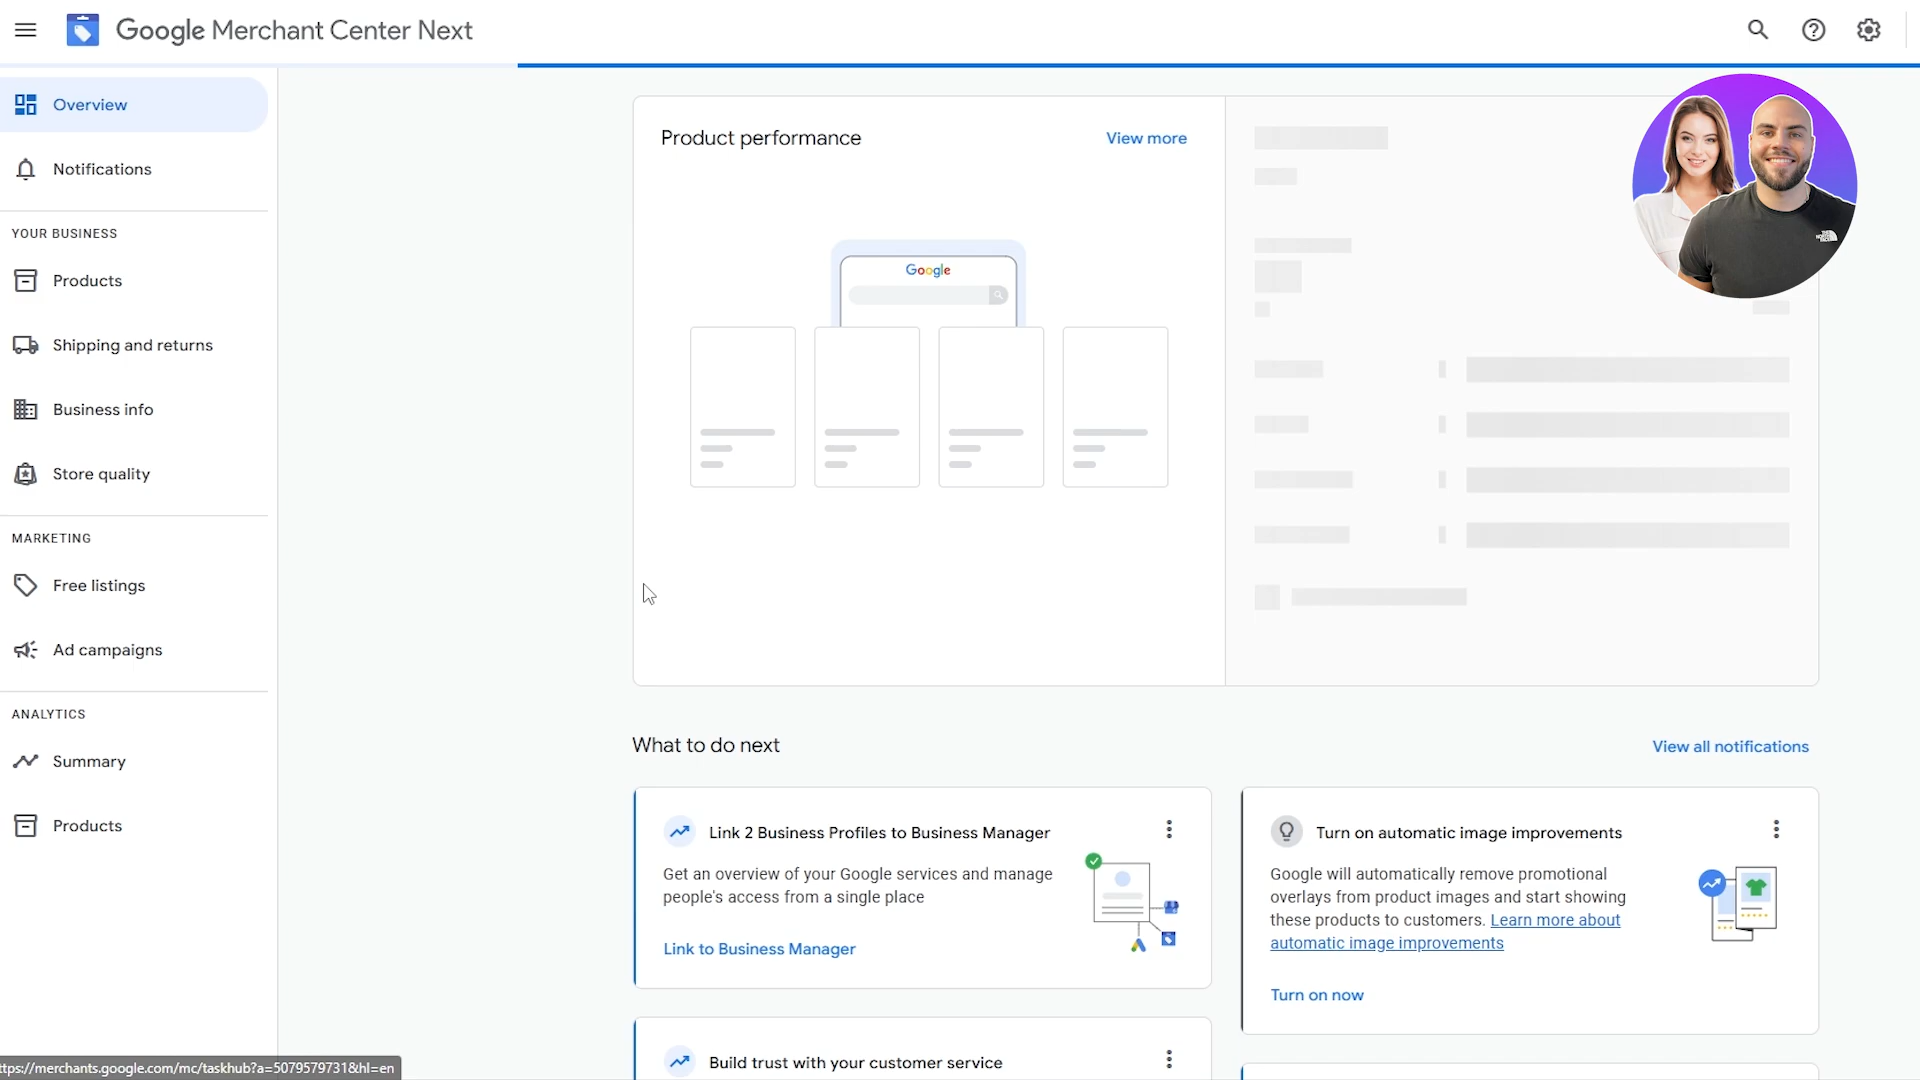 Google Merchant Center Next
Overview
Notifications
YOUR BUSINESS
Products
Shipping and returns
Business info
Store quality
MARKETING
Free listings
Ad campaigns
ANALYTICS
Summary
Products
Product performance
View more
Google
What to do next
View all notifications
Link 2 Business Profiles to Business Manager
Get an overview of your Google services and manage
people's access from a single place
Link to Business Manager
Turn on automatic image improvements
Google will automatically remove promotional
overlays from product images and start showing
these products to customers. Learn more about
automatic image improvements
Turn on now
Build trust with your customer service
ttps://merchants.google.com/mc/taskhub?a=5079579731&hl=en